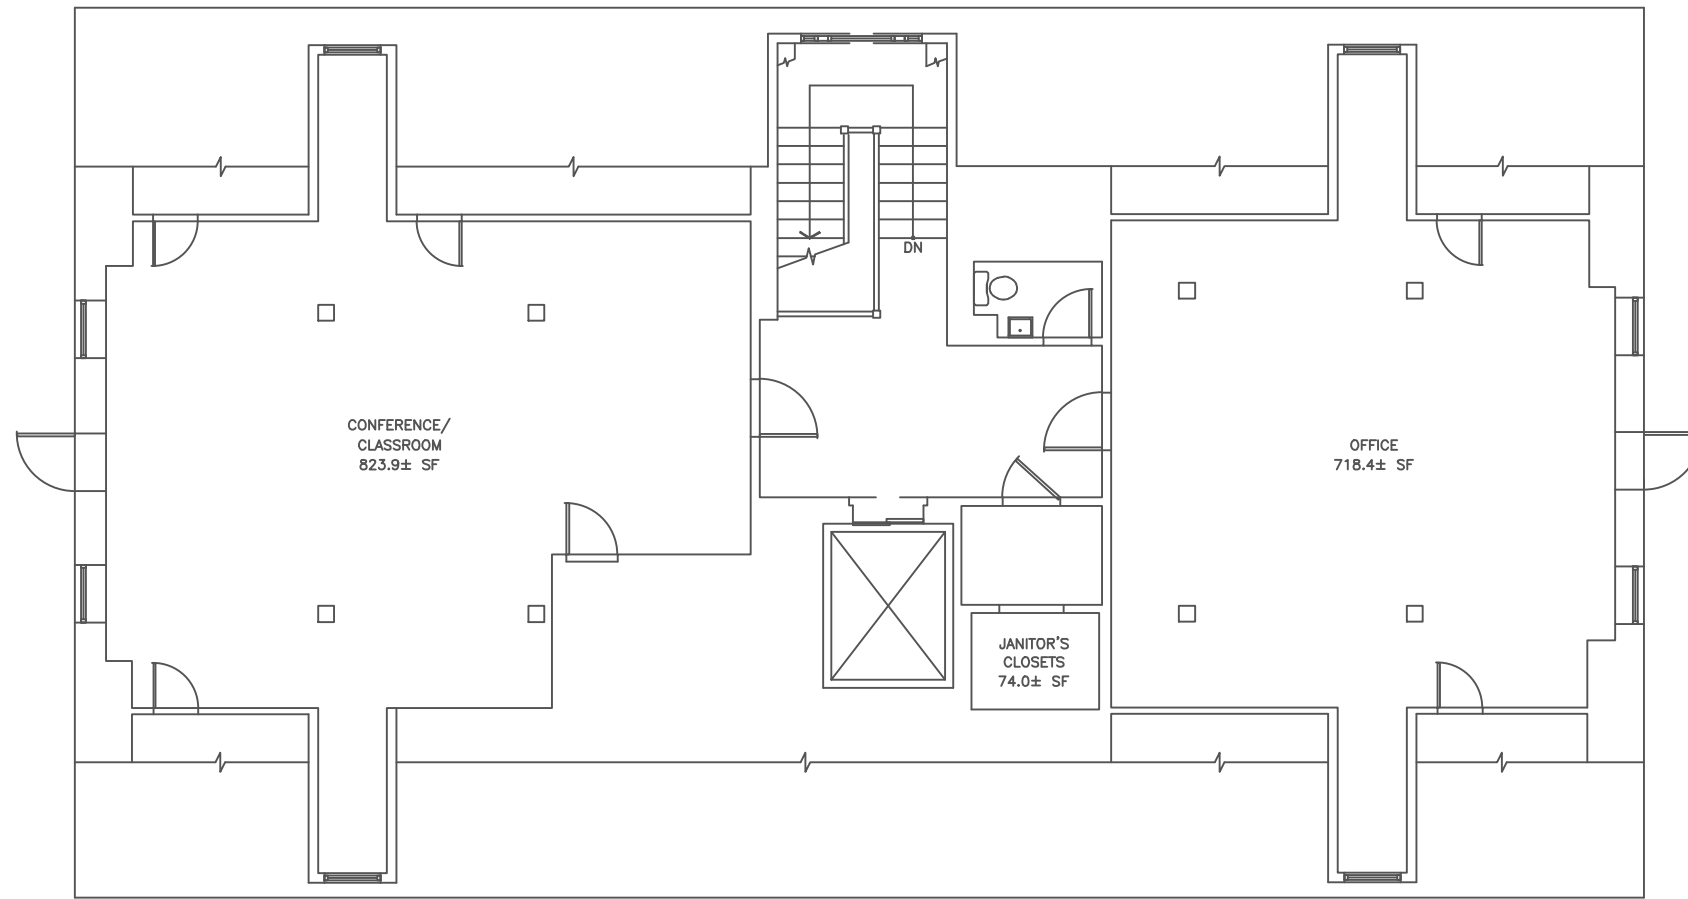 DN
CONFERENCE/
CLASSROOM
823.9± SF
OFFICE
718.4± SF
JANITOR'S
CLOSETS
74.0± SF